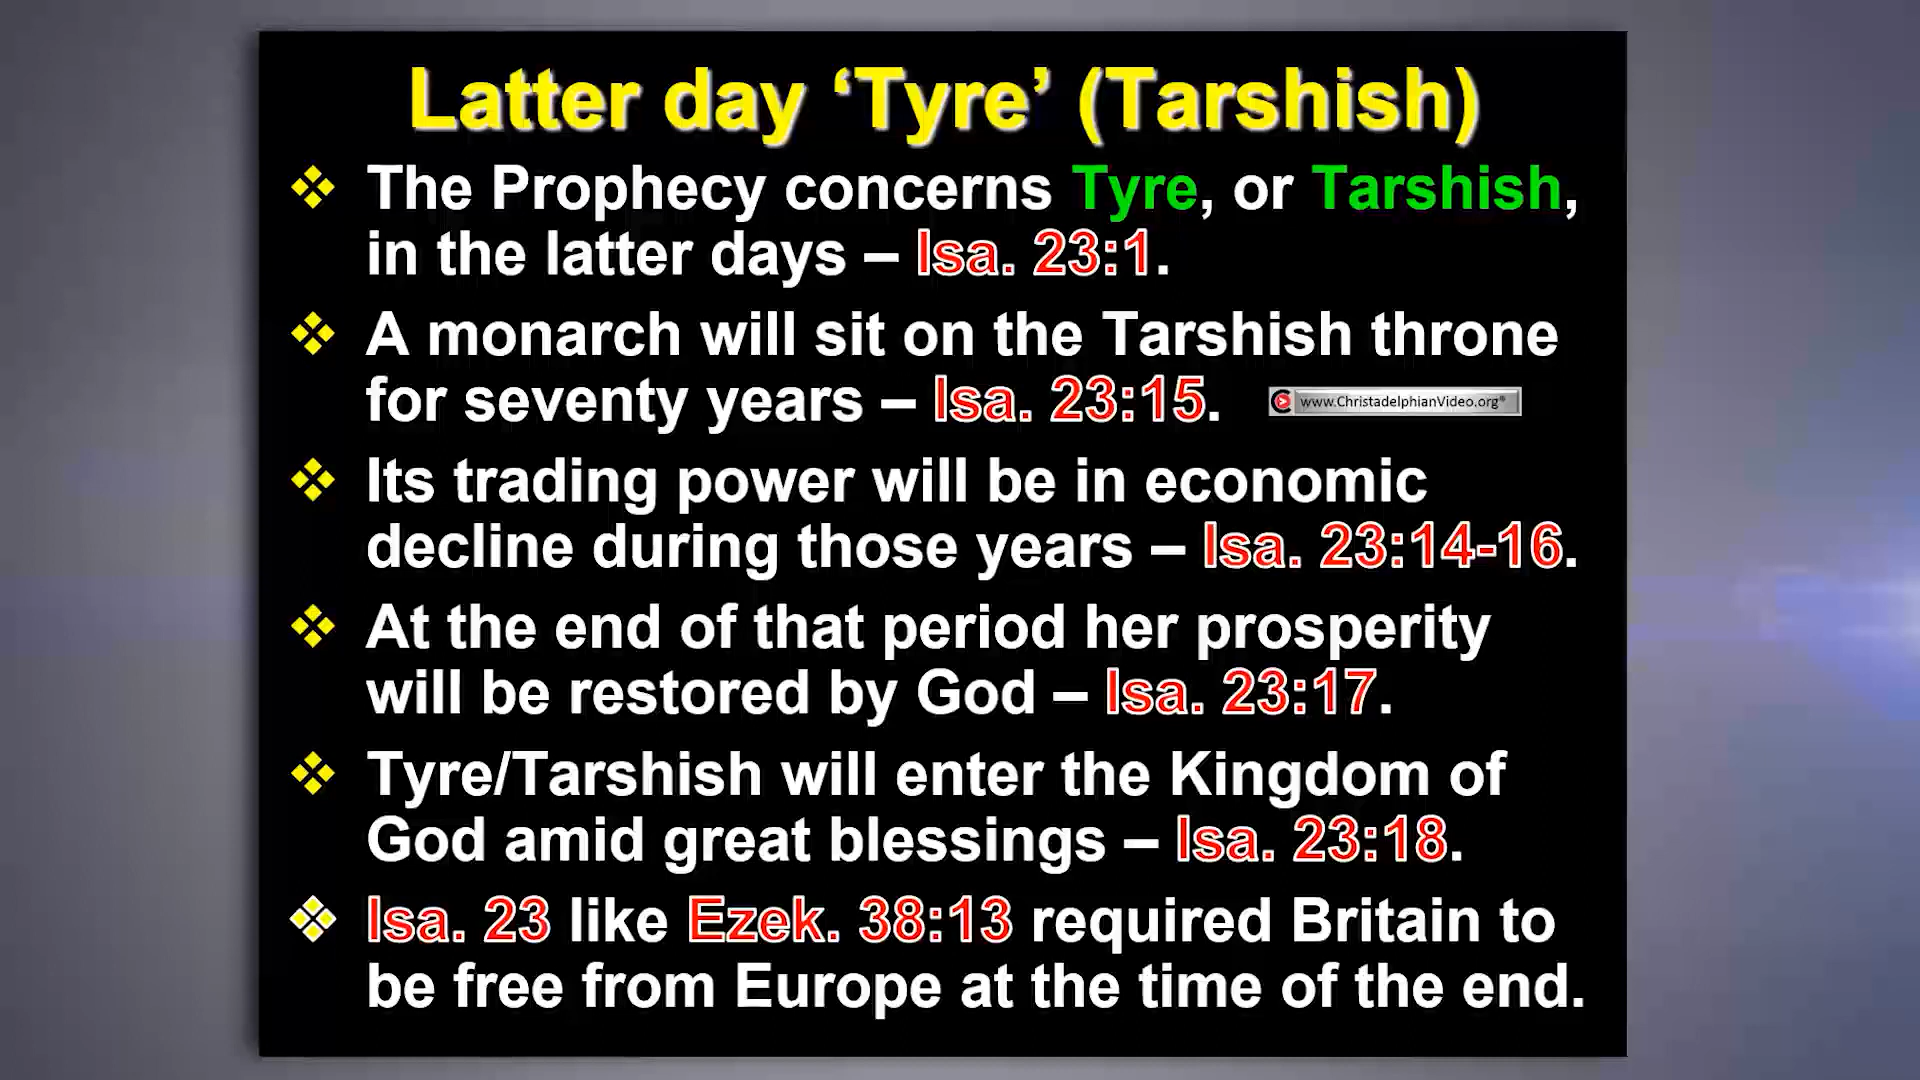 Latter day ‘Tyre’ (Tarshish)
The Prophecy concerns Tyre, or Tarshish,
in the latter days – Isa. 23:1.
A monarch will sit on the Tarshish throne
for seventy years – Isa. 23:15.
www.ChristadelphianVideo.org®
Its trading power will be in economic
decline during those years – Isa. 23:14-16.
At the end of that period her prosperity
will be restored by God – Isa. 23:17.
Tyre/Tarshish will enter the Kingdom of
God amid great blessings – Isa. 23:18.
Isa. 23 like Ezek. 38:13 required Britain to
be free from Europe at the time of the end.